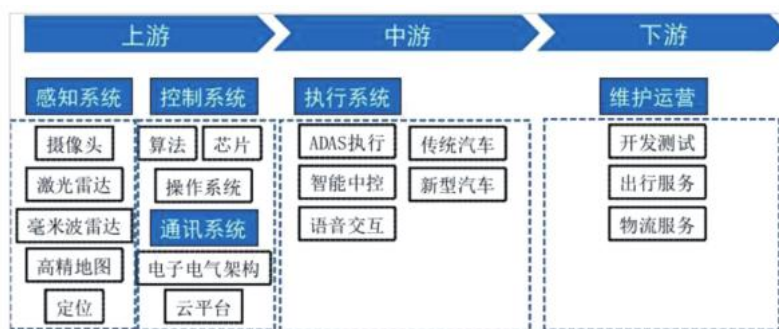 上游 中游 下游
感知系统 控制系统 执行系统 维护运营
摄像头 算法 芯片 ADAS执行 传统汽车 开发测试
激光雷达 操作系统 智能中控 新型汽车 出行服务
毫米波雷达 通讯系统 语音交互 物流服务
高精地图 电子电气架构
定位 云平台